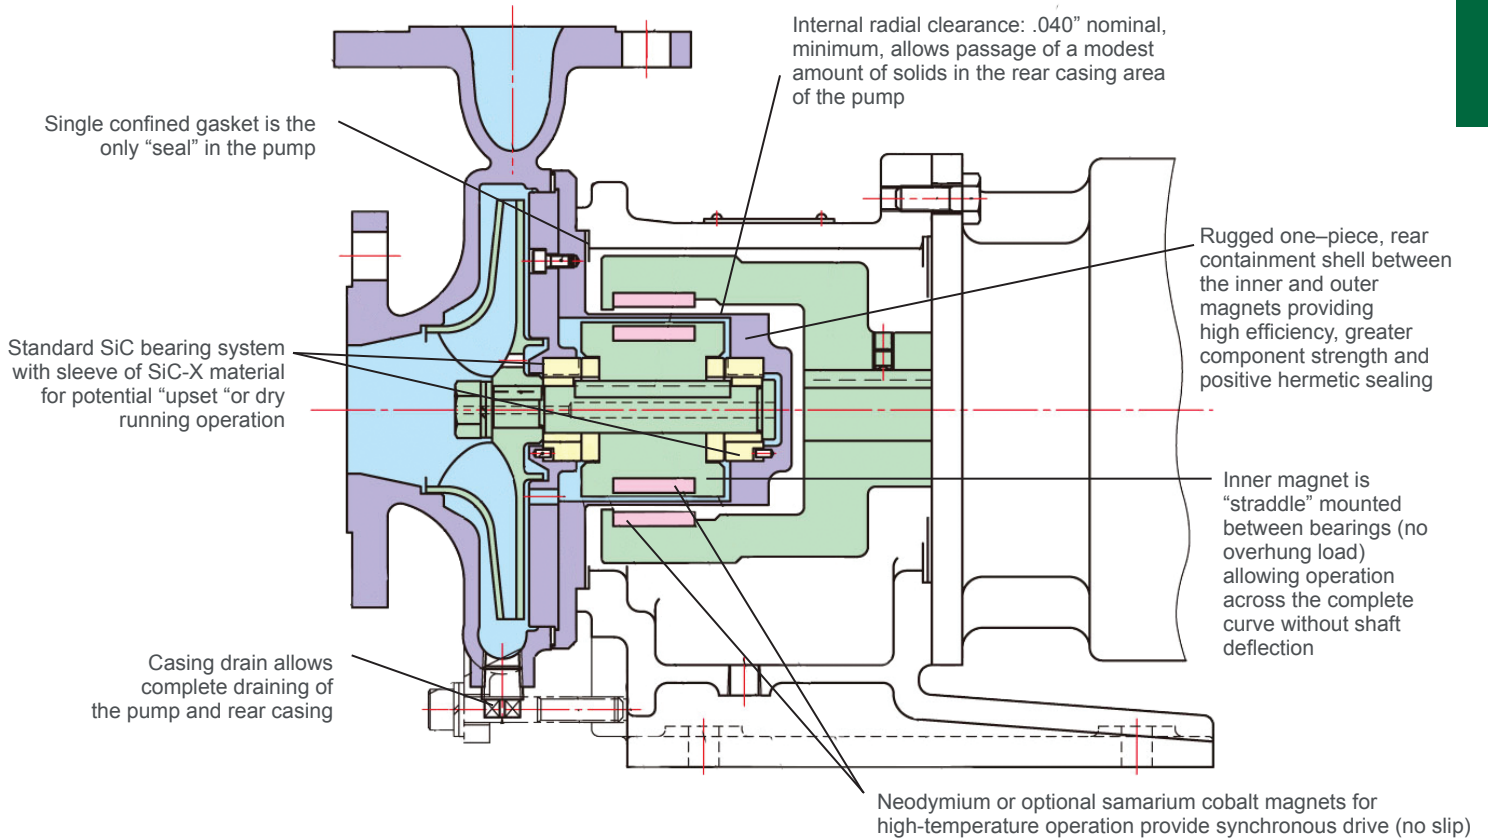 Internal radial clearance: .040” nominal,
minimum, allows passage of a modest
amount of solids in the rear casing area
of the pump
Single confined gasket is the
only “seal” in the pump
Rugged one–piece, rear
containment shell between
the inner and outer
magnets providing
high efficiency, greater
component strength and
positive hermetic sealing
Standard SiC bearing system
with sleeve of SiC-X material
for potential “upset “or dry
running operation
Inner magnet is
“straddle” mounted
between bearings (no
overhung load)
allowing operation
across the complete
curve without shaft
deflection
Casing drain allows
complete draining of
the pump and rear casing
Neodymium or optional samarium cobalt magnets for
high-temperature operation provide synchronous drive (no slip)